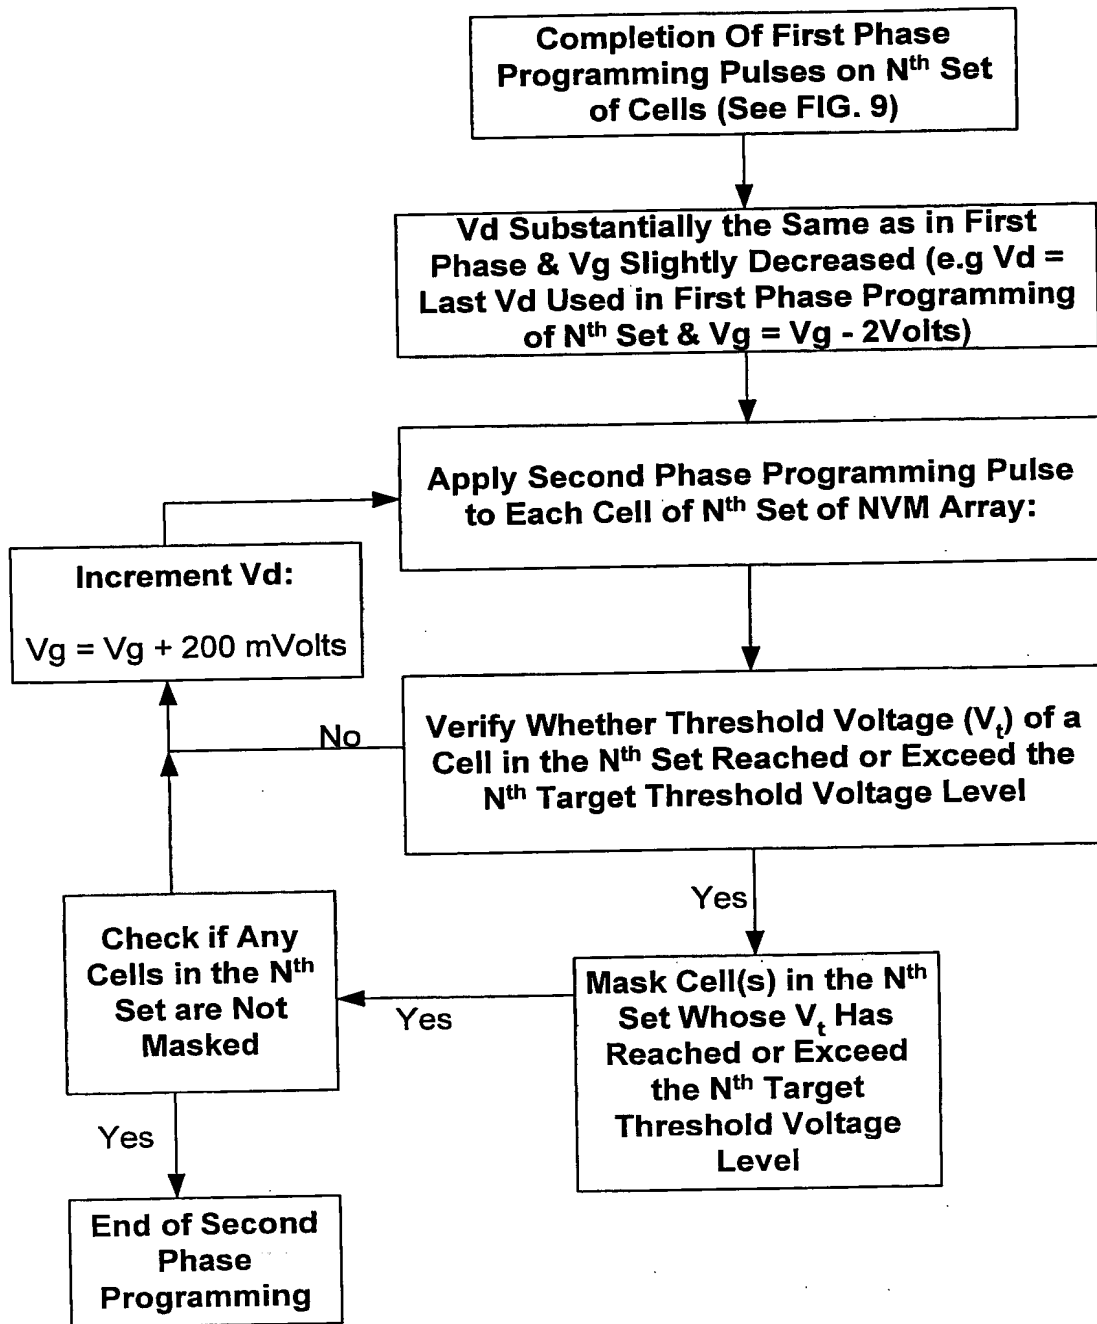 Completion Of First Phase
Programming Pulses on Nth Set
of Cells (See FIG. 9)
Vd Substantially the Same as in First
Phase & Vg Slightly Decreased (e.g Vd =
Last Vd Used in First Phase Programming
of Nth Set & Vg = Vg - 2Volts)
Apply Second Phase Programming Pulse
to Each Cell of Nth Set of NVM Array:
Increment Vd:
Vg = Vg + 200 mVolts
No
Verify Whether Threshold Voltage (Vt) of a
Cell in the Nth Set Reached or Exceed the
Nth Target Threshold Voltage Level
Yes
Mask Cell(s) in the Nth
Set Whose Vt Has
Reached or Exceed
the Nth Target
Threshold Voltage
Level
Yes
Check if Any
Cells in the Nth
Set are Not
Masked
Yes
End of Second
Phase
Programming